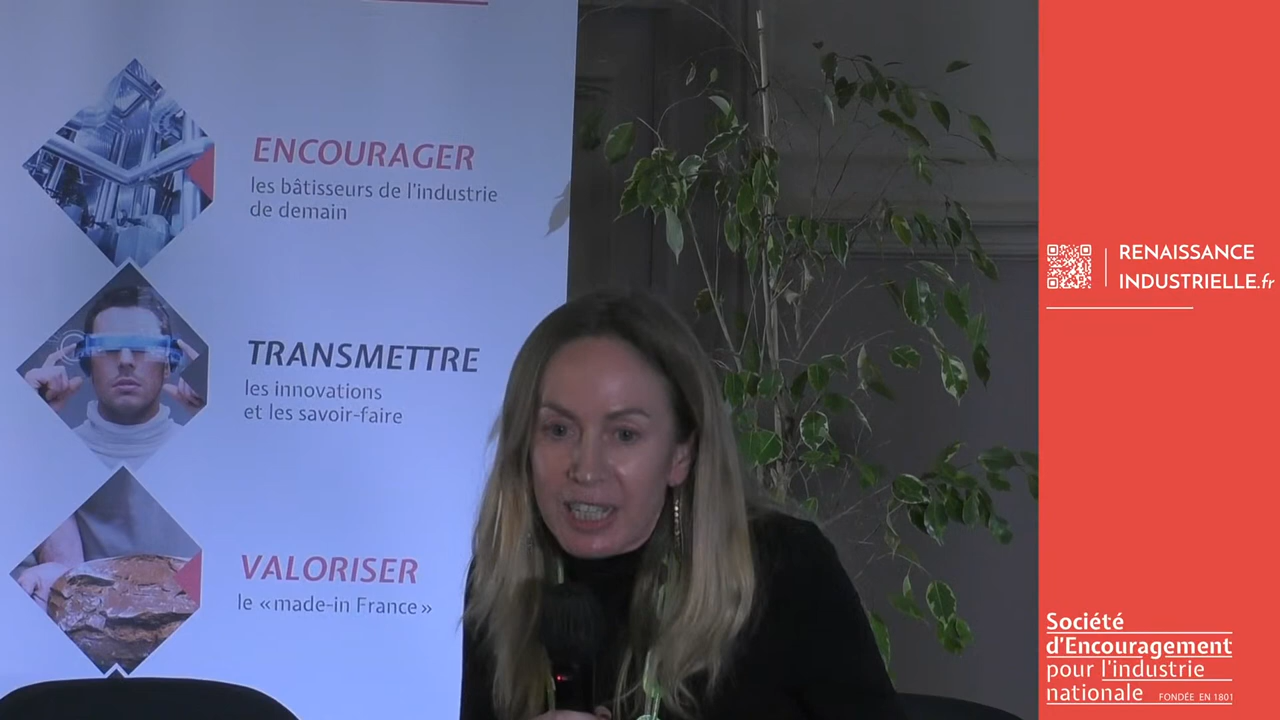 ENCOURAGER
les bâtisseurs de l'industrie
de demain
TRANSMETTRE
les innovations
et les savoir-faire
VALORISER
le «made-in France»
RENAISSANCE
INDUSTRIELLE.fr
Société
d'Encouragement
pour l'industrie
nationale FONDÉE EN 1801